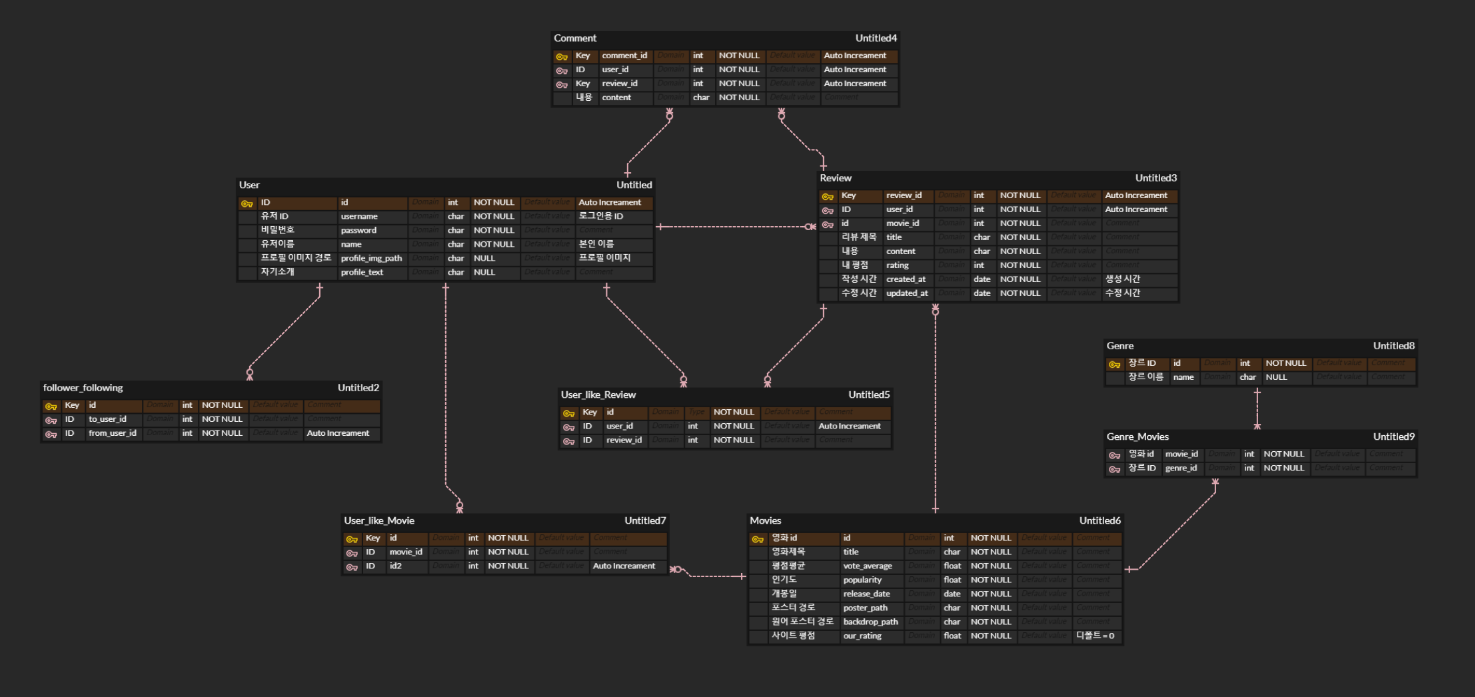 Comment Untitled4
Key comment_id Domain int NOT NULL Default value Auto Increament
ID user_id Domain int NOT NULL Default value Auto Increament
Key review_id Domain int NOT NULL Default value Auto Increament
내용 content Domain char NOT NULL Default value Comment
User Untitled
ID id Domain int NOT NULL Default value Auto Increament
유저 ID username Domain char NOT NULL Default value 로그인용 ID
비밀번호 password Domain char NOT NULL Default value Comment
유저이름 name Domain char NOT NULL Default value 본인 이름
프로필 이미지 경로 profile_img_path Domain char NULL Default value 프로필 이미지
자기소개 profile_text Domain char NULL Default value Comment
Review Untitled3
Key review_id Domain int NOT NULL Default value Auto Increament
ID user_id Domain int NOT NULL Default value Auto Increament
id movie_id Domain int NOT NULL Default value Comment
리뷰 제목 title Domain char NOT NULL Default value Comment
내용 content Domain char NOT NULL Default value Comment
내 평점 rating Domain int NOT NULL Default value Comment
작성 시간 created_at Domain date NOT NULL Default value 생성 시간
수정 시간 updated_at Domain date NOT NULL Default value 수정 시간
Genre Untitled8
장르 ID id Domain int NOT NULL Default value Comment
장르 이름 name Domain char NULL Default value Comment
follower_following Untitled2
Key id Domain int NOT NULL Default value Comment
ID to_user_id Domain int NOT NULL Default value Comment
ID from_user_id Domain int NOT NULL Default value Auto Increament
User_like_Review Untitled5
Key id Domain Type NOT NULL Default value Comment
ID user_id Domain int NOT NULL Default value Auto Increament
ID review_id Domain int NOT NULL Default value Comment
Genre_Movies Untitled9
영화 id movie_id Domain int NOT NULL Default value Comment
장르 ID genre_id Domain int NOT NULL Default value Comment
User_like_Movie Untitled7
Key id Domain int NOT NULL Default value Comment
ID movie_id Domain int NOT NULL Default value Comment
ID id2 Domain int NOT NULL Default value Auto Increament
Movies Untitled6
영화 id id Domain int NOT NULL Default value Comment
영화제목 title Domain char NOT NULL Default value Comment
평점평균 vote_average Domain float NOT NULL Default value Comment
인기도 popularity Domain float NOT NULL Default value Comment
개봉일 release_date Domain date NOT NULL Default value Comment
포스터 경로 poster_path Domain char NOT NULL Default value Comment
원어 포스터 경로 backdrop_path Domain char NOT NULL Default value Comment
사이트 평점 our_rating Domain float NOT NULL Default value 디폴트 = 0